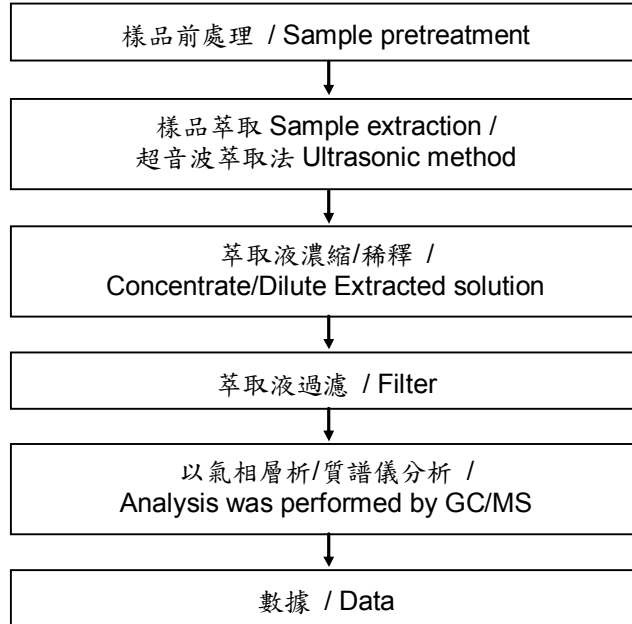 樣品前處理 / Sample pretreatment
樣品萃取 Sample extraction /
超音波萃取法 Ultrasonic method
萃取液濃縮/稀釋 /
Concentrate/Dilute Extracted solution
萃取液過濾 / Filter
以氣相層析/質譜儀分析 /
Analysis was performed by GC/MS
數據 / Data